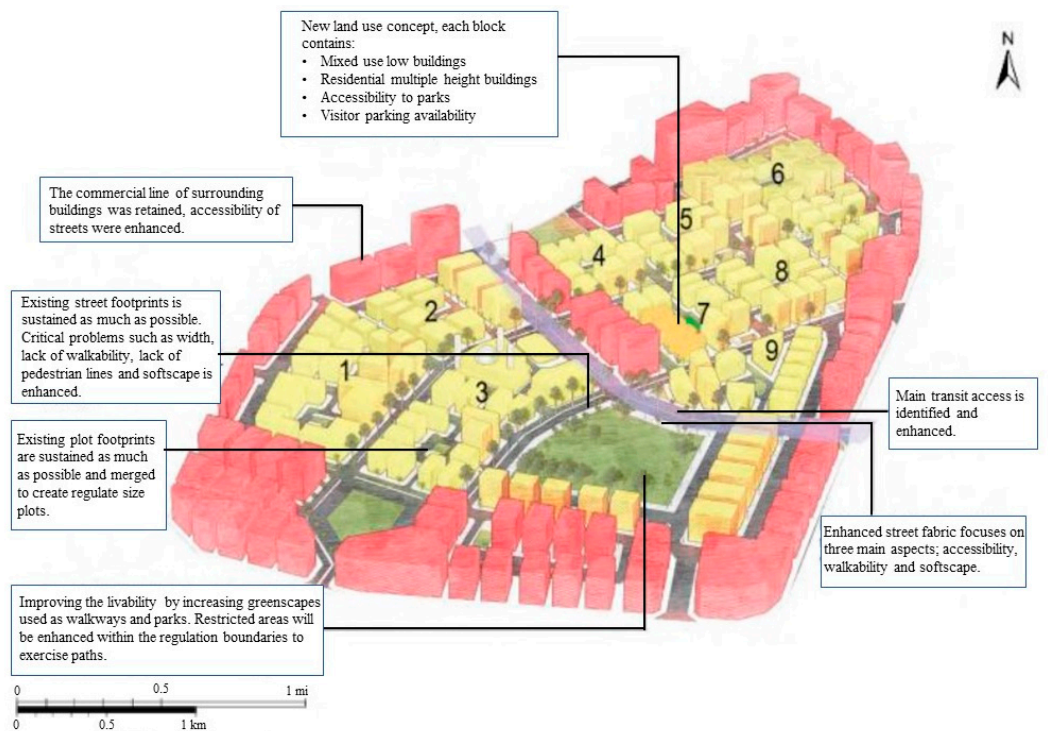 New land use concept, each block
contains:
• Mixed use low buildings
• Residential multiple height buildings
• Accessibility to parks
• Visitor parking availability
N
The commercial line of surrounding
buildings was retained, accessibility of
streets were enhanced.
Existing street footprints is
sustained as much as possible.
Critical problems such as width,
lack of walkability, lack of
pedestrian lines and softscape is
enhanced.
Existing plot footprints
are sustained as much
as possible and merged
to create regulate size
plots.
Improving the livability by increasing greenscapes
used as walkways and parks. Restricted areas will
be enhanced within the regulation boundaries to
exercise paths.
Main transit access is
identified and
enhanced.
Enhanced street fabric focuses on
three main aspects; accessibility,
walkability and softscape.
1
2
3
4
5
6
7
8
9
0 0.5 1 mi
0 0.5 1 km